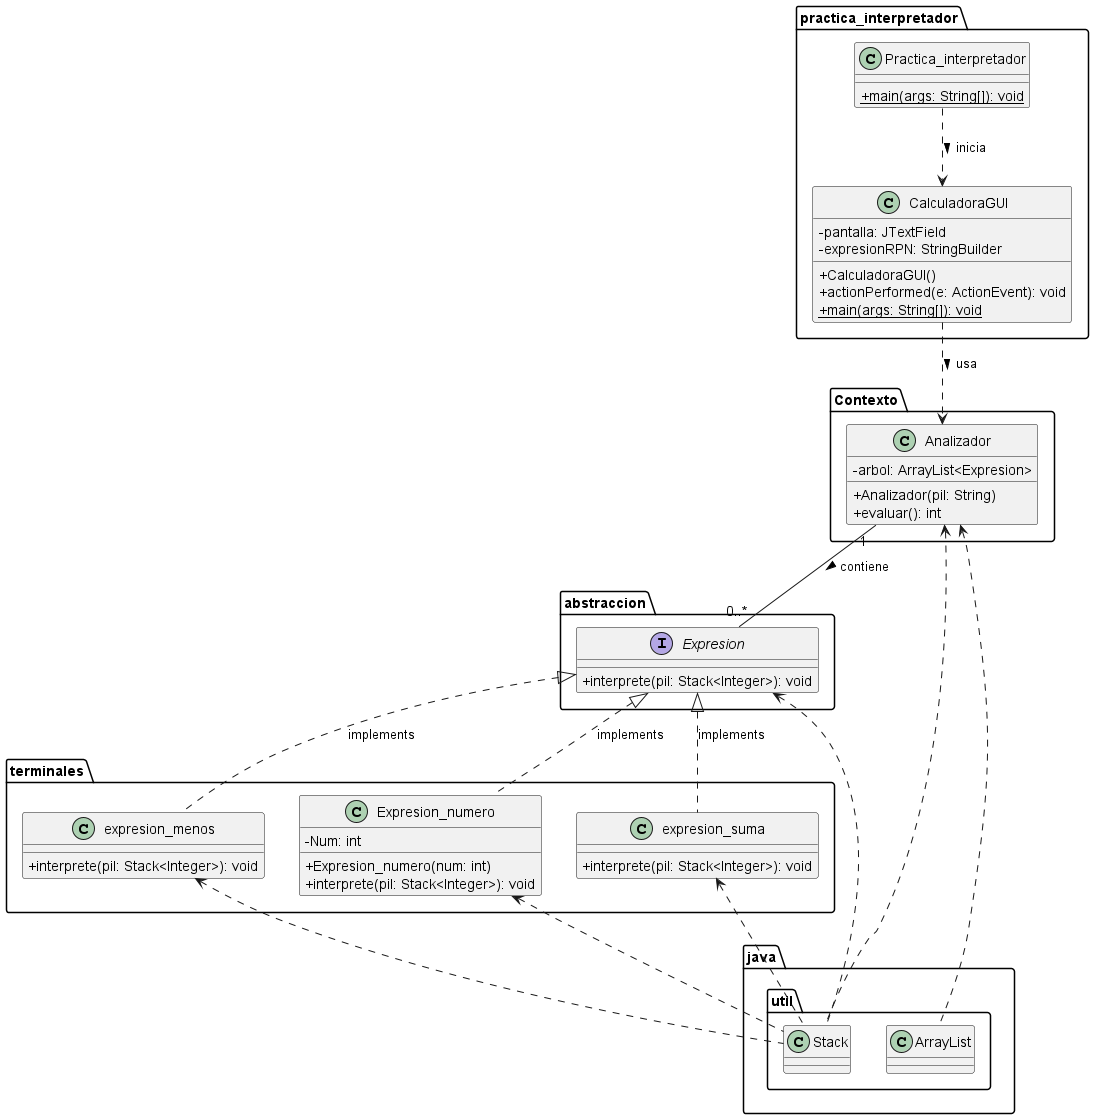 practica_interpretador
C Practica_interpretador
+main(args: String[]): void
inicia
C CalculadoraGUI
-pantalla: JTextField
-expresionRPN: StringBuilder
+CalculadoraGUI()
+actionPerformed(e: ActionEvent): void
+main(args: String[]): void
usa
Contexto
C Analizador
-arbol: ArrayList<Expresion>
+Analizador(pil: String)
+evaluar(): int
1
contiene
0..*
abstraccion
I Expresion
+interprete(pil: Stack<Integer>): void
implements
implements
implements
terminales
C expresion_menos
+interprete(pil: Stack<Integer>): void
C Expresion_numero
-Num: int
+Expresion_numero(num: int)
+interprete(pil: Stack<Integer>): void
C expresion_suma
+interprete(pil: Stack<Integer>): void
java
util
C Stack
C ArrayList